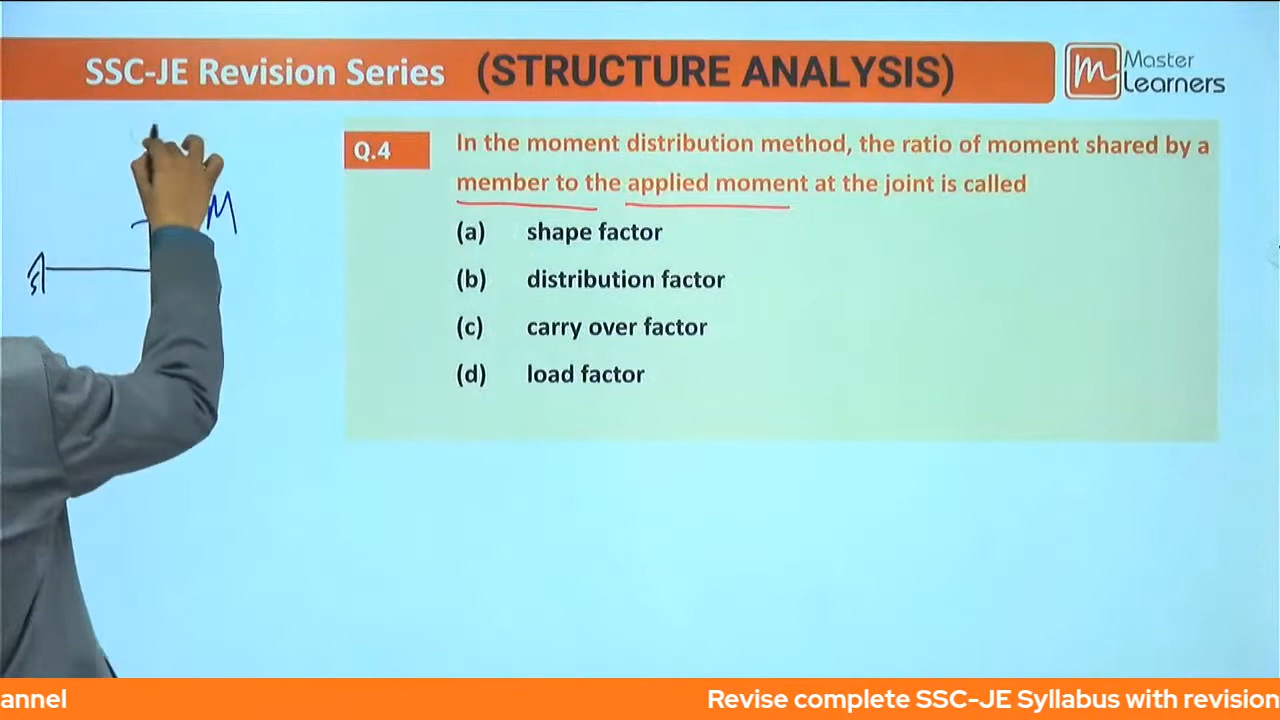 SSC-JE Revision Series (STRUCTURE ANALYSIS)
Master
Learners
Q.4 In the moment distribution method, the ratio of moment shared by a
member to the applied moment at the joint is called
(a) shape factor
(b) distribution factor
(c) carry over factor
(d) load factor
M
annel Revise complete SSC-JE Syllabus with revision